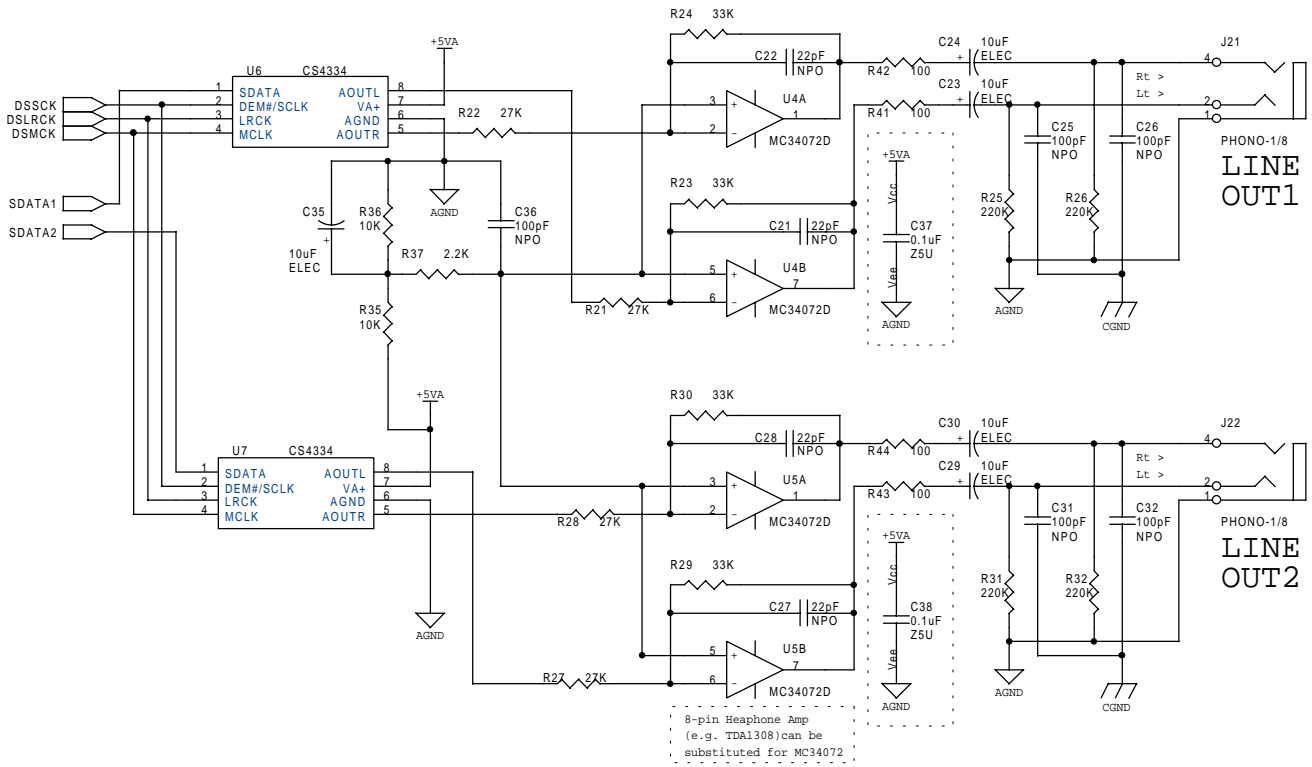 R24 33K
+5VA
C22 22pF
NPO
C24 10uF
+ ELEC
J21
U6 CS4334
R42 100
4
Rt >
Lt >
1 SDATA AOUTL 8
2 DEM#/SCLK VA+ 7
3 LRCK AGND 6
4 MCLK AOUTR 5
DSSCK
DSLRCK
DSMCK
R22 27K
3 +
2 -
U4A
1
MC34072D
C23 10uF
+ ELEC
R41 100
2
1
PHONO-1/8
LINE
OUT1
C25
100pF
NPO
C26
100pF
NPO
+5VA
Vcc
C37
0.1uF
Z5U
Vee
AGND
SDATA1
SDATA2
AGND
R23 33K
C35
+
10uF
ELEC
R36
10K
C36
100pF
NPO
C21 22pF
NPO
R25
220K
R26
220K
R37 2.2K
5 +
6 -
U4B
7
MC34072D
R21 27K
R35
10K
AGND
CGND
+5VA
R30 33K
C28 22pF
NPO
C30 10uF
+ ELEC
J22
U7 CS4334
R44 100
4
Rt >
Lt >
1 SDATA AOUTL 8
2 DEM#/SCLK VA+ 7
3 LRCK AGND 6
4 MCLK AOUTR 5
R28 27K
3 +
2 -
U5A
1
MC34072D
C29 10uF
+ ELEC
R43 100
2
1
PHONO-1/8
LINE
OUT2
C31
100pF
NPO
C32
100pF
NPO
+5VA
Vcc
C38
0.1uF
Z5U
Vee
AGND
R29 33K
C27 22pF
NPO
R31
220K
R32
220K
AGND
5 +
6 -
U5B
7
MC34072D
R27 27K
AGND
CGND
8-pin Heaphone Amp
(e.g. TDA1308)can be
substituted for MC34072